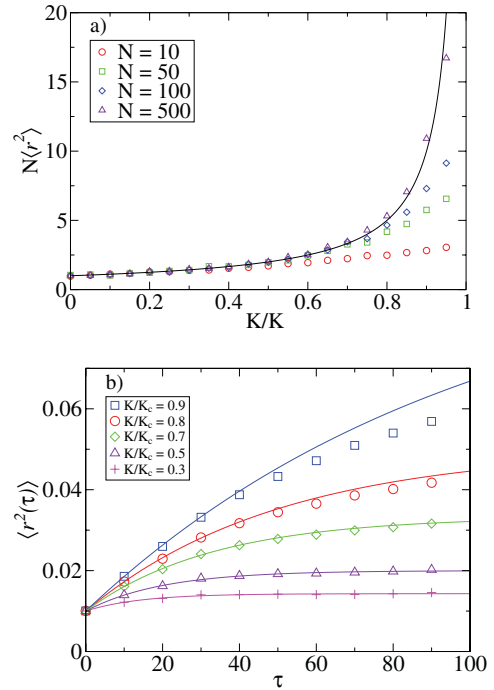 a)
20
15
10
5
0
N⟨r²⟩
N = 10
N = 50
N = 100
N = 500
0 0.2 0.4 0.6 0.8 1
K/K
b)
0.06
0.04
0.02
0
⟨r²(τ)⟩
K/Kc = 0.9
K/Kc = 0.8
K/Kc = 0.7
K/Kc = 0.5
K/Kc = 0.3
0 20 40 60 80 100
τ